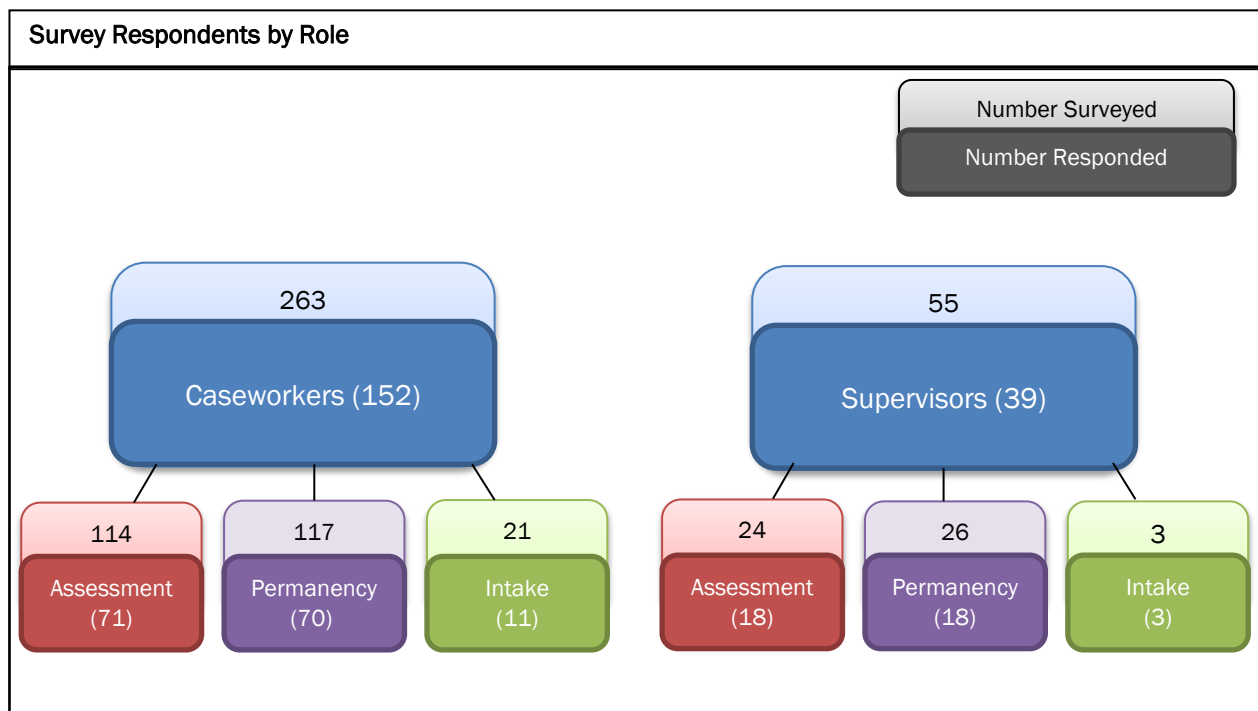 Survey Respondents by Role
Number Surveyed
Number Responded
263
Caseworkers (152)
55
Supervisors (39)
114
Assessment
(71)
117
Permanency
(70)
21
Intake
(11)
24
Assessment
(18)
26
Permanency
(18)
3
Intake
(3)